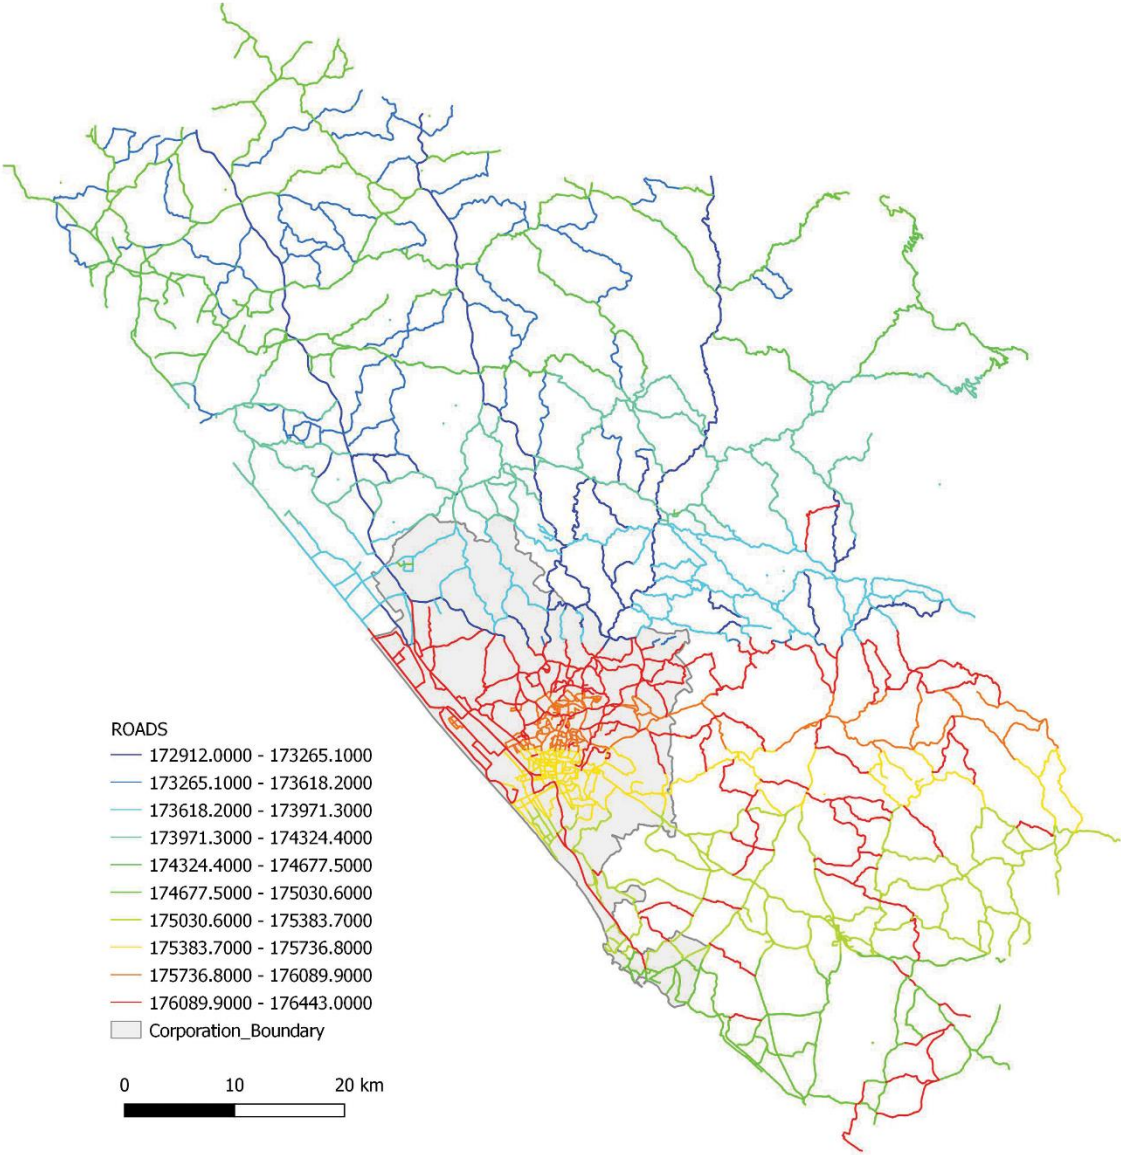 ROADS
172912.0000 - 173265.1000
173265.1000 - 173618.2000
173618.2000 - 173971.3000
173971.3000 - 174324.4000
174324.4000 - 174677.5000
174677.5000 - 175030.6000
175030.6000 - 175383.7000
175383.7000 - 175736.8000
175736.8000 - 176089.9000
176089.9000 - 176443.0000
Corporation_Boundary
0 10 20 km